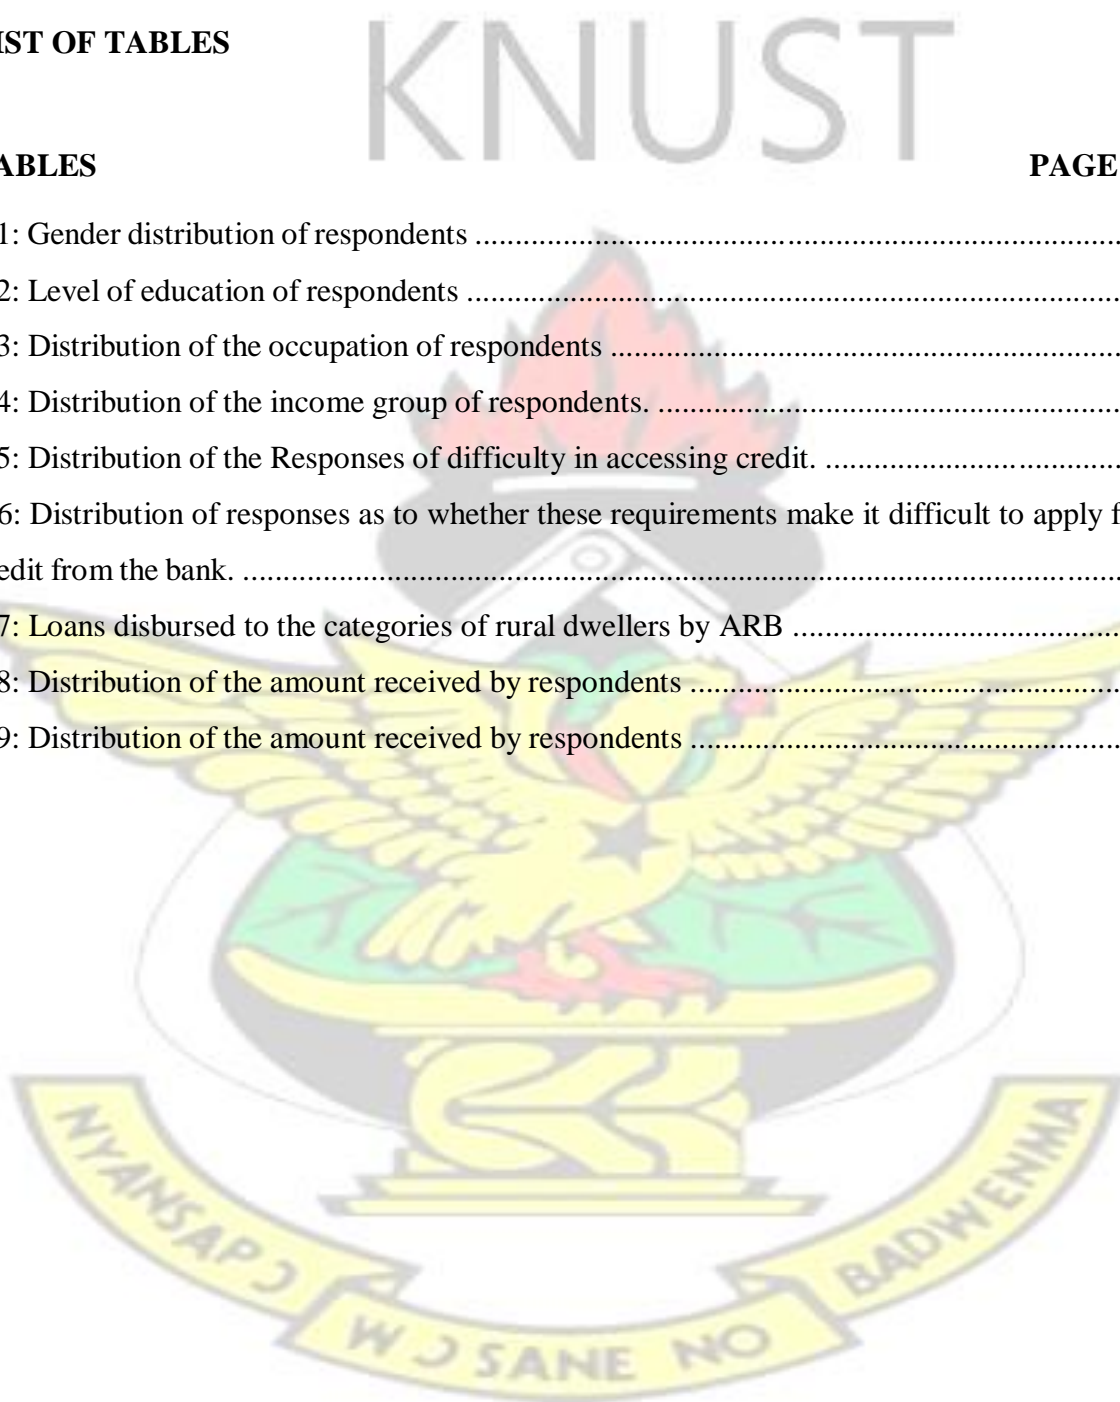 KNUST
IST OF TABLES
ABLES PAGE
1: Gender distribution of respondents ................................................................................
2: Level of education of respondents .................................................................................
3: Distribution of the occupation of respondents ................................................................
4: Distribution of the income group of respondents. ..........................................................
5: Distribution of the Responses of difficulty in accessing credit. .....................................
6: Distribution of responses as to whether these requirements make it difficult to apply f
edit from the bank. .............................................................................................................
7: Loans disbursed to the categories of rural dwellers by ARB .........................................
8: Distribution of the amount received by respondents ......................................................
9: Distribution of the amount received by respondents ......................................................
NYANSAPƆ
WƆSANE NO
BADWENMA